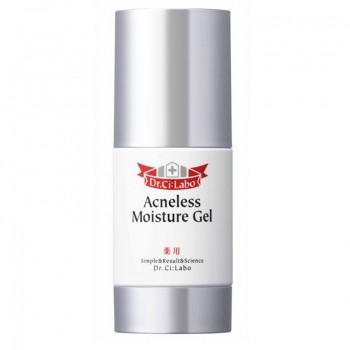 Dr.Ci:Labo
Acneless
Moisture Gel
薬用
Simple&Result&Science
Dr.Ci:Labo